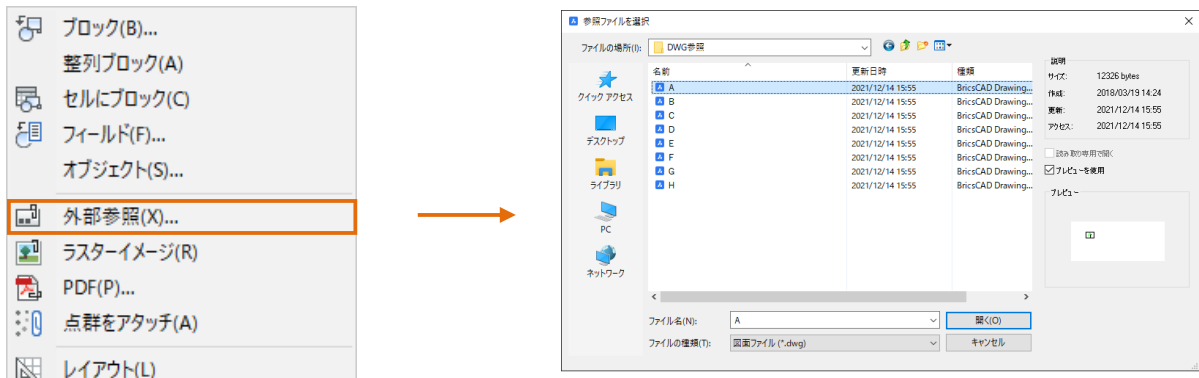 ブロック(B)...
整列ブロック(A)
セルにブロック(C)
フィールド(F)...
オブジェクト(S)...
外部参照(X)...
ラスターイメージ(R)
PDF(P)...
点群をアタッチ(A)
レイアウト(L)
参照ファイルを選択
ファイルの場所(I): DWG参照
クイック アクセス
デスクトップ
ライブラリ
PC
ネットワーク
名前 更新日時 種類
A 2021/12/14 15:55 BricsCAD Drawing...
B 2021/12/14 15:55 BricsCAD Drawing...
C 2021/12/14 15:55 BricsCAD Drawing...
D 2021/12/14 15:55 BricsCAD Drawing...
E 2021/12/14 15:55 BricsCAD Drawing...
F 2021/12/14 15:55 BricsCAD Drawing...
G 2021/12/14 15:55 BricsCAD Drawing...
H 2021/12/14 15:55 BricsCAD Drawing...
ファイル名(N): A 開く(O)
ファイルの種類(T): 図面ファイル (*.dwg) キャンセル
説明
サイズ: 12326 bytes
作成: 2018/03/19 14:24
更新: 2021/12/14 15:55
アクセス: 2021/12/14 15:55
読み取り専用で開く
プレビューを使用
プレビュー